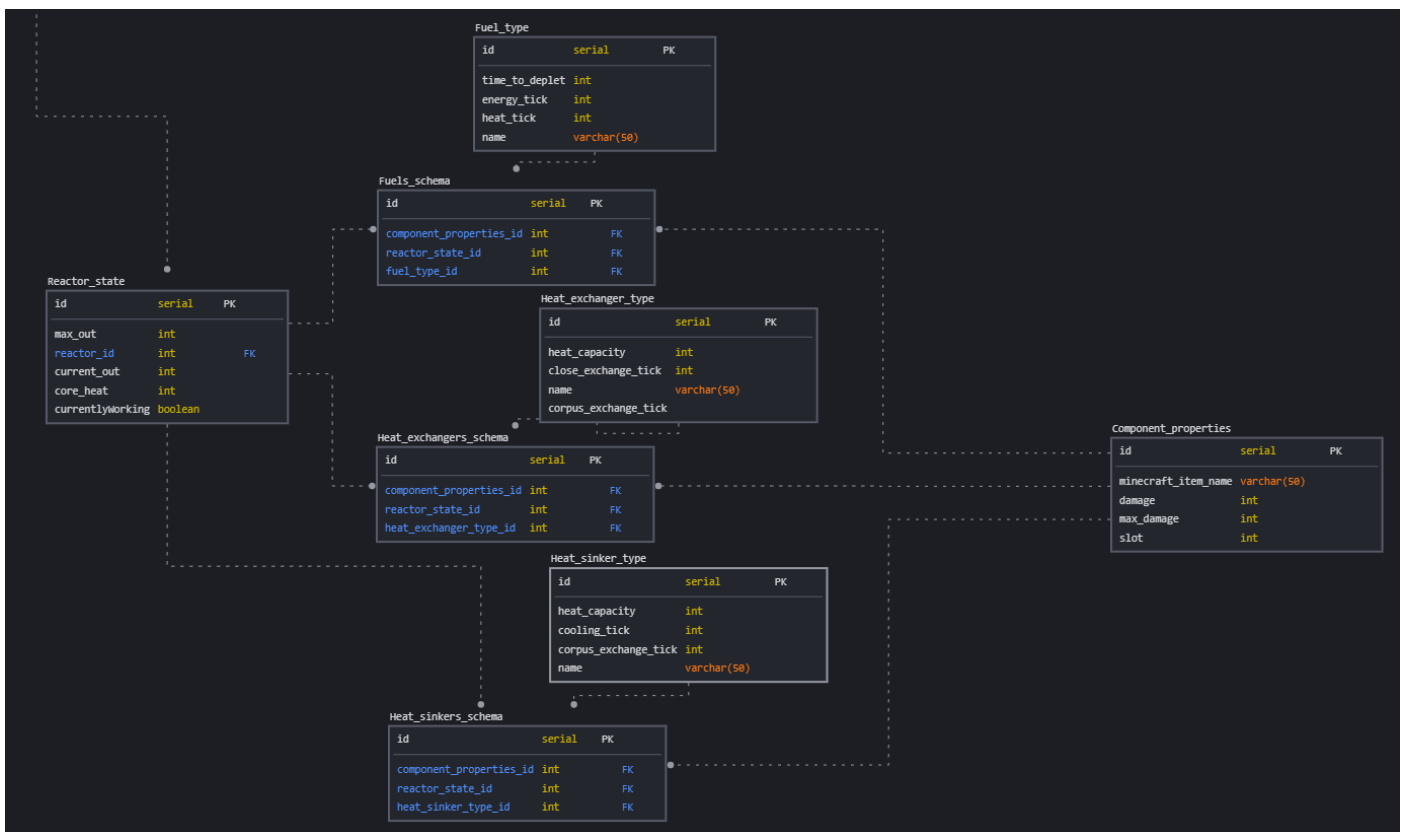 Fuel_type
id serial PK
time_to_deplet int
energy_tick int
heat_tick int
name varchar(50)
Fuels_schema
id serial PK
component_properties_id int FK
reactor_state_id int FK
fuel_type_id int FK
Reactor_state
id serial PK
max_out int
reactor_id int FK
current_out int
core_heat int
currentlyWorking boolean
Heat_exchanger_type
id serial PK
heat_capacity int
close_exchange_tick int
name varchar(50)
corpus_exchange_tick
Heat_exchangers_schema
id serial PK
component_properties_id int FK
reactor_state_id int FK
heat_exchanger_type_id int FK
Component_properties
id serial PK
minecraft_item_name varchar(50)
damage int
max_damage int
slot int
Heat_sinker_type
id serial PK
heat_capacity int
cooling_tick int
corpus_exchange_tick int
name varchar(50)
Heat_sinkers_schema
id serial PK
component_properties_id int FK
reactor_state_id int FK
heat_sinker_type_id int FK